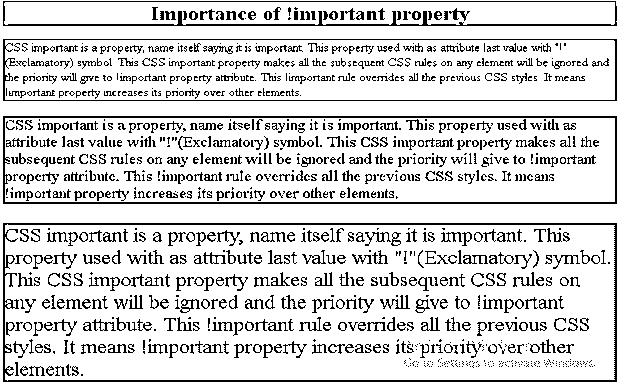 Importance of !important property
CSS important is a property, name itself saying it is important. This property used with as attribute last value with "!"
(Exclamatory) symbol. This CSS important property makes all the subsequent CSS rules on any element will be ignored and
the priority will give to !important property attribute. This !important rule overrides all the previous CSS styles. It means
!important property increases its priority over other elements.
CSS important is a property, name itself saying it is important. This property used with as
attribute last value with "!"(Exclamatory) symbol. This CSS important property makes all the
subsequent CSS rules on any element will be ignored and the priority will give to !important
property attribute. This !important rule overrides all the previous CSS styles. It means
!important property increases its priority over other elements.
CSS important is a property, name itself saying it is important. This
property used with as attribute last value with "!"(Exclamatory) symbol.
This CSS important property makes all the subsequent CSS rules on
any element will be ignored and the priority will give to !important
property attribute. This !important rule overrides all the previous CSS
styles. It means !important property increases its priority over other
elements.
Go to Settings to activate Windows.